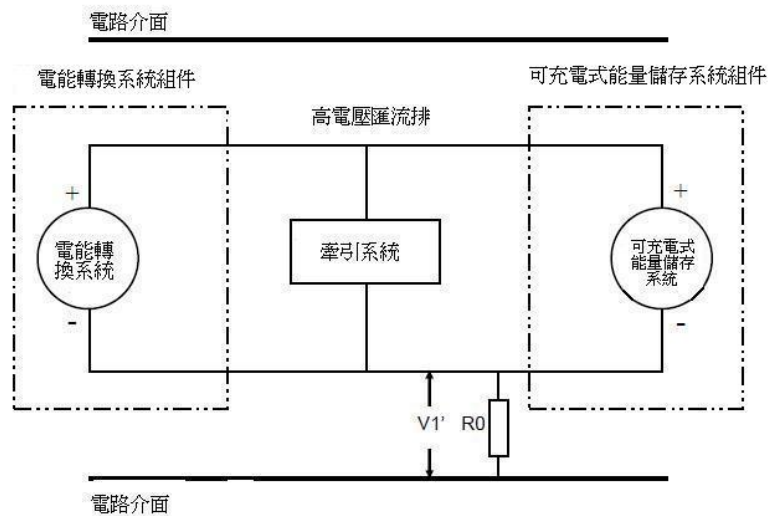 電路介面
電能轉換系統組件
可充電式能量儲存系統組件
高電壓匯流排
+
+
電能轉
換系統
牽引系統
可充電式
能量儲存
系統
-
-
V1’
R0
電路介面